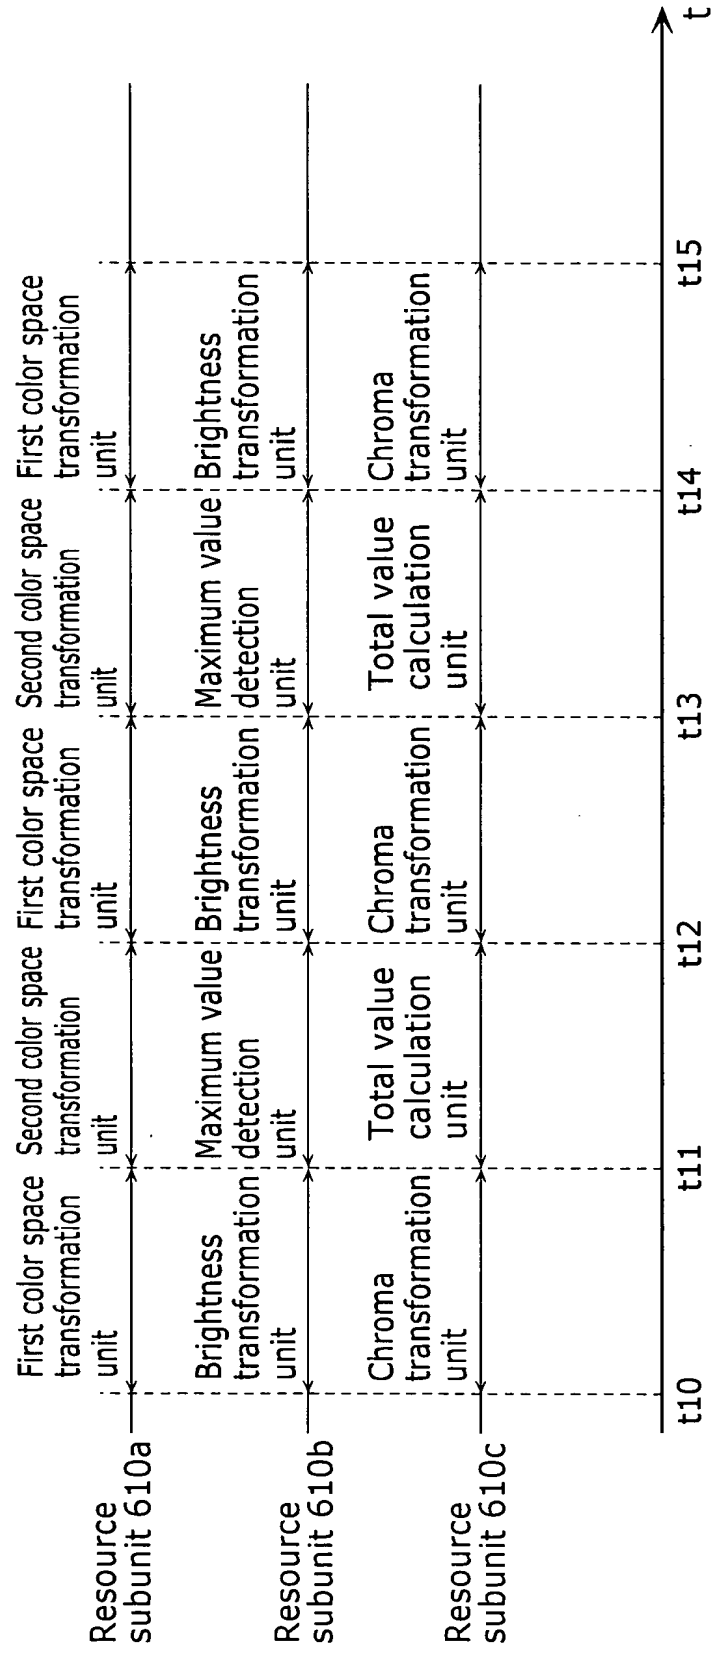 Resource
subunit 610a
First color space
transformation
unit
Second color space
transformation
unit
First color space
transformation
unit
Second color space
transformation
unit
First color space
transformation
unit
Resource
subunit 610b
Brightness
transformation
unit
Maximum value
detection
unit
Brightness
transformation
unit
Maximum value
detection
unit
Brightness
transformation
unit
Resource
subunit 610c
Chroma
transformation
unit
Total value
calculation
unit
Chroma
transformation
unit
Total value
calculation
unit
Chroma
transformation
unit
t10
t11
t12
t13
t14
t15
t